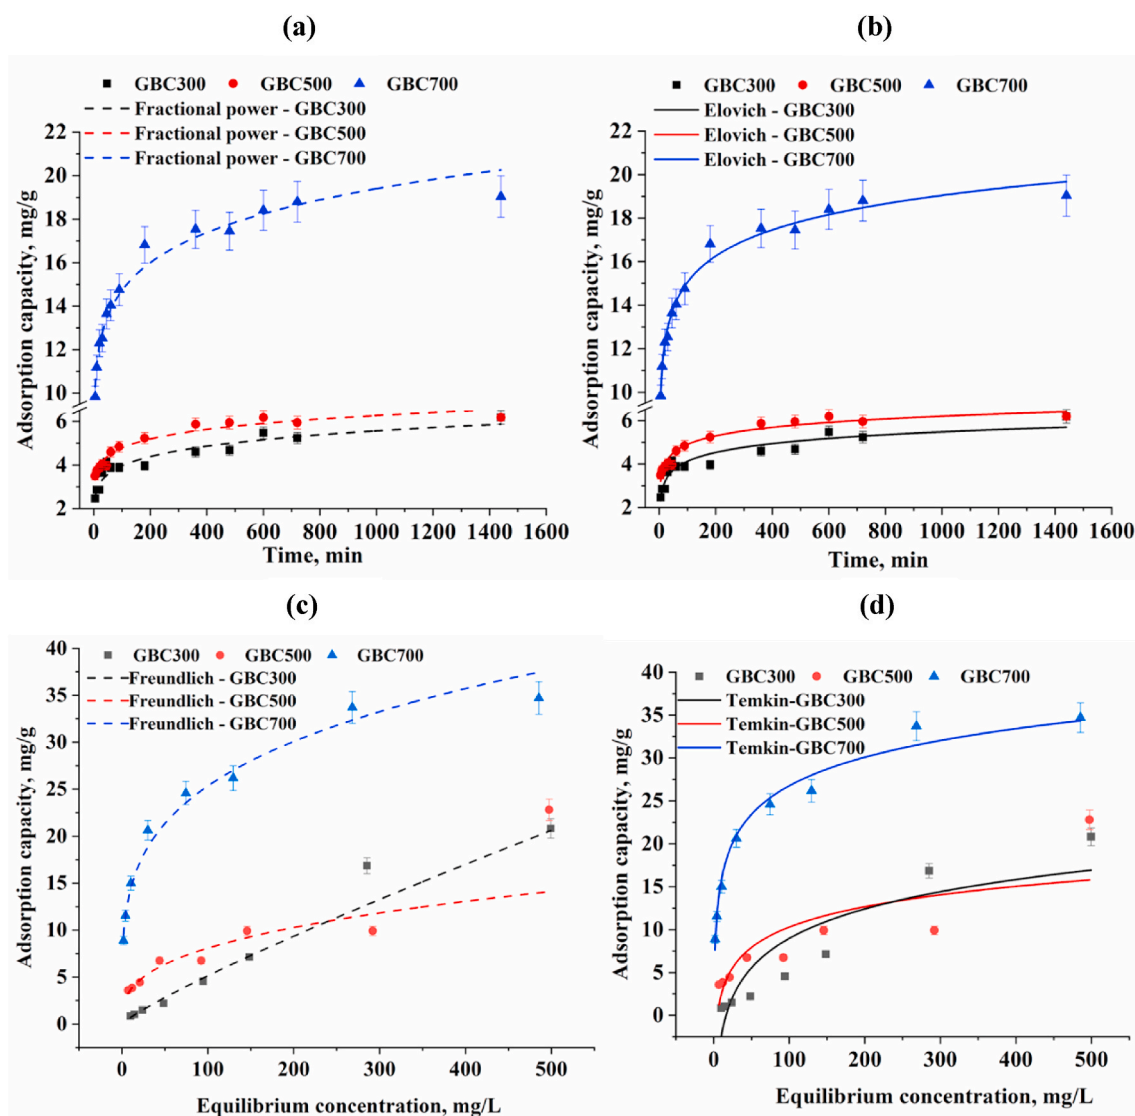 (a)
GBC300 GBC500 GBC700
Fractional power - GBC300
Fractional power - GBC500
Fractional power - GBC700
22
20
18
16
14
12
10
6
4
2
Adsorption capacity, mg/g
0 200 400 600 800 1000 1200 1400 1600
Time, min
(b)
GBC300 GBC500 GBC700
Elovich - GBC300
Elovich - GBC500
Elovich - GBC700
22
20
18
16
14
12
10
6
4
2
Adsorption capacity, mg/g
0 200 400 600 800 1000 1200 1400 1600
Time, min
(c)
GBC300 GBC500 GBC700
Freundlich - GBC300
Freundlich - GBC500
Freundlich - GBC700
40
35
30
25
20
15
10
5
0
Adsorption capacity, mg/g
0 100 200 300 400 500
Equilibrium concentration, mg/L
(d)
GBC300 GBC500 GBC700
Temkin-GBC300
Temkin-GBC500
Temkin-GBC700
40
35
30
25
20
15
10
5
0
Adsorption capacity, mg/g
0 100 200 300 400 500
Equilibrium concentration, mg/L